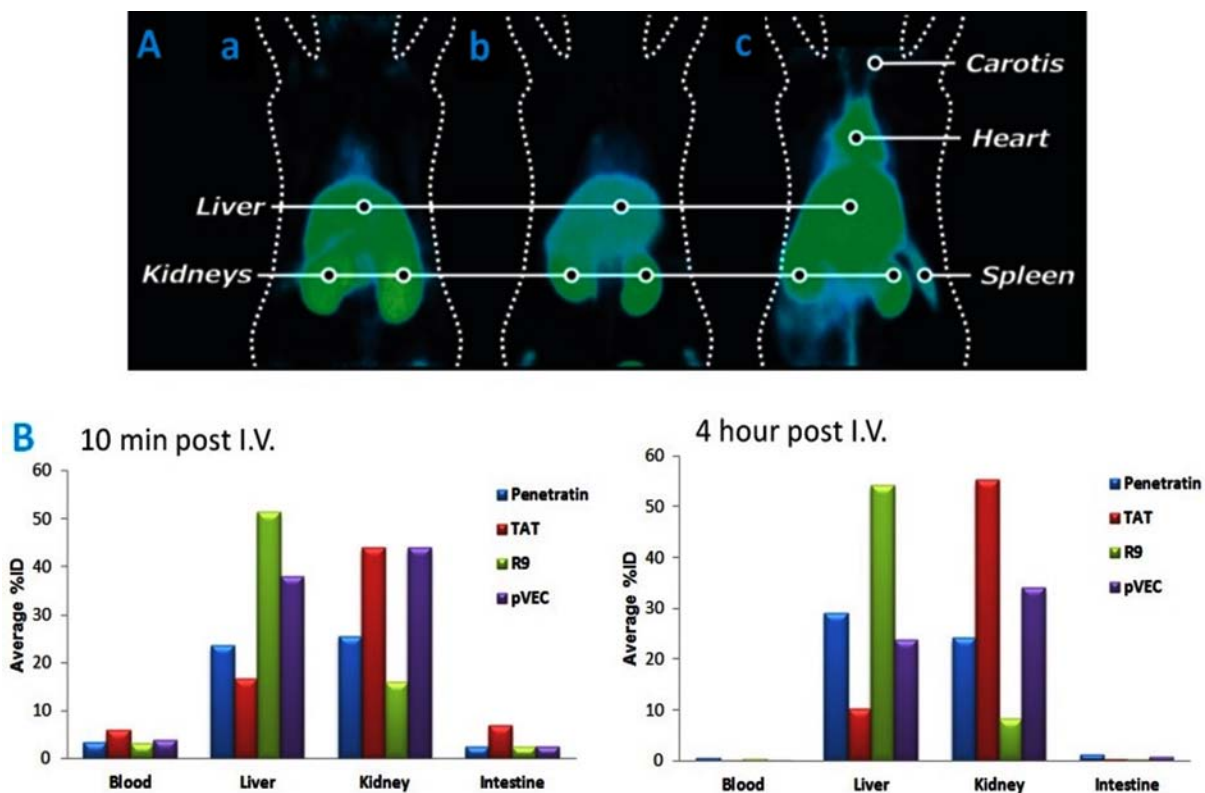 A a b c
Carotis
Heart
Liver
Kidneys Spleen
B 10 min post I.V.
60
50
40
30
20
10
0
Average %ID
Penetratin
TAT
R9
pVEC
Blood Liver Kidney Intestine
4 hour post I.V.
60
50
40
30
20
10
0
Average %ID
Penetratin
TAT
R9
pVEC
Blood Liver Kidney Intestine